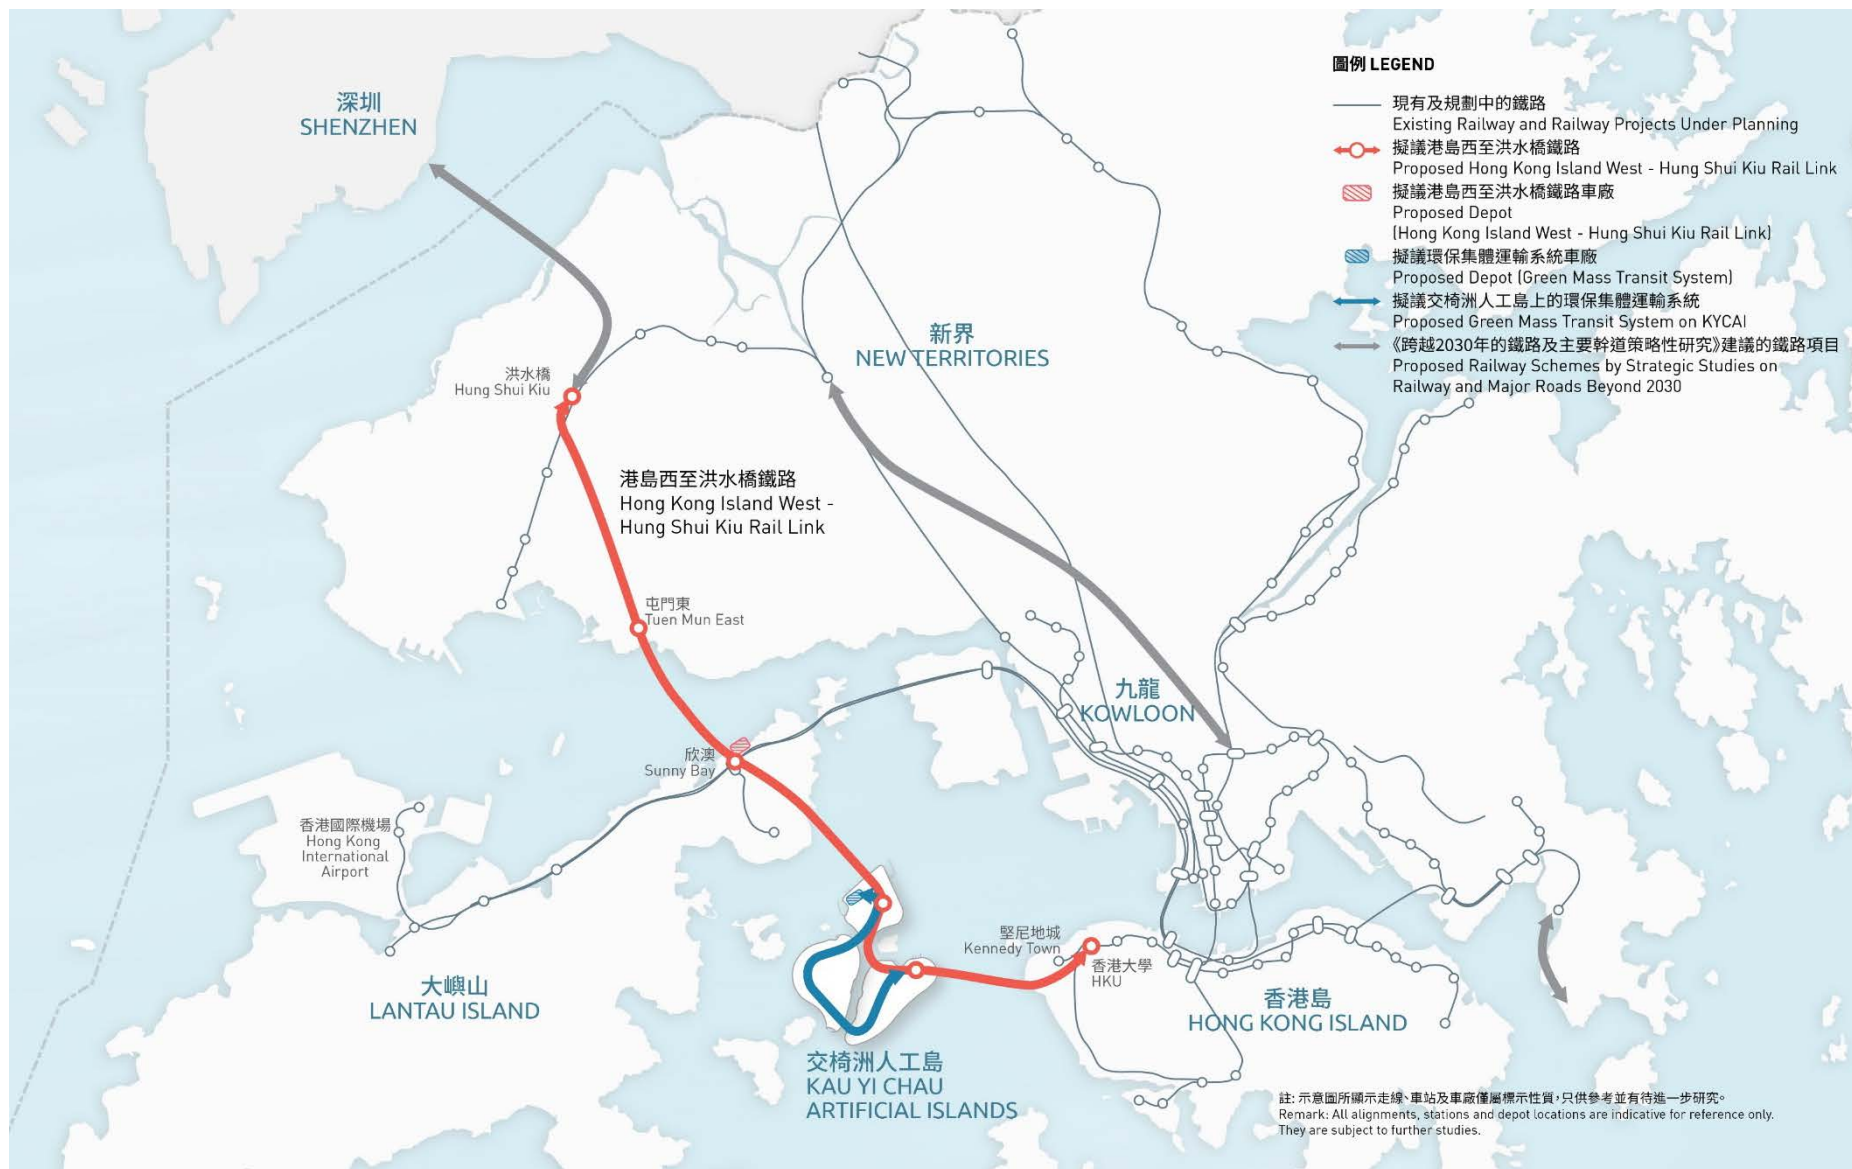 圖例 LEGEND
現有及規劃中的鐵路
Existing Railway and Railway Projects Under Planning
擬議港島西至洪水橋鐵路
Proposed Hong Kong Island West - Hung Shui Kiu Rail Link
擬議港島西至洪水橋鐵路車廠
Proposed Depot
(Hong Kong Island West - Hung Shui Kiu Rail Link)
擬議環保集體運輸系統車廠
Proposed Depot (Green Mass Transit System)
擬議交椅洲人工島上的環保集體運輸系統
Proposed Green Mass Transit System on KYCAI
《跨越2030年的鐵路及主要幹道策略性研究》建議的鐵路項目
Proposed Railway Schemes by Strategic Studies on
Railway and Major Roads Beyond 2030
深圳
SHENZHEN
新界
NEW TERRITORIES
洪水橋
Hung Shui Kiu
港島西至洪水橋鐵路
Hong Kong Island West -
Hung Shui Kiu Rail Link
屯門東
Tuen Mun East
九龍
KOWLOON
欣澳
Sunny Bay
香港國際機場
Hong Kong
International
Airport
堅尼地城
Kennedy Town
香港大學
HKU
大嶼山
LANTAU ISLAND
香港島
HONG KONG ISLAND
交椅洲人工島
KAU YI CHAU
ARTIFICIAL ISLANDS
註: 示意圖所顯示走線、車站及車廠僅屬標示性質,只供參考並有待進一步研究。
Remark: All alignments, stations and depot locations are indicative for reference only.
They are subject to further studies.